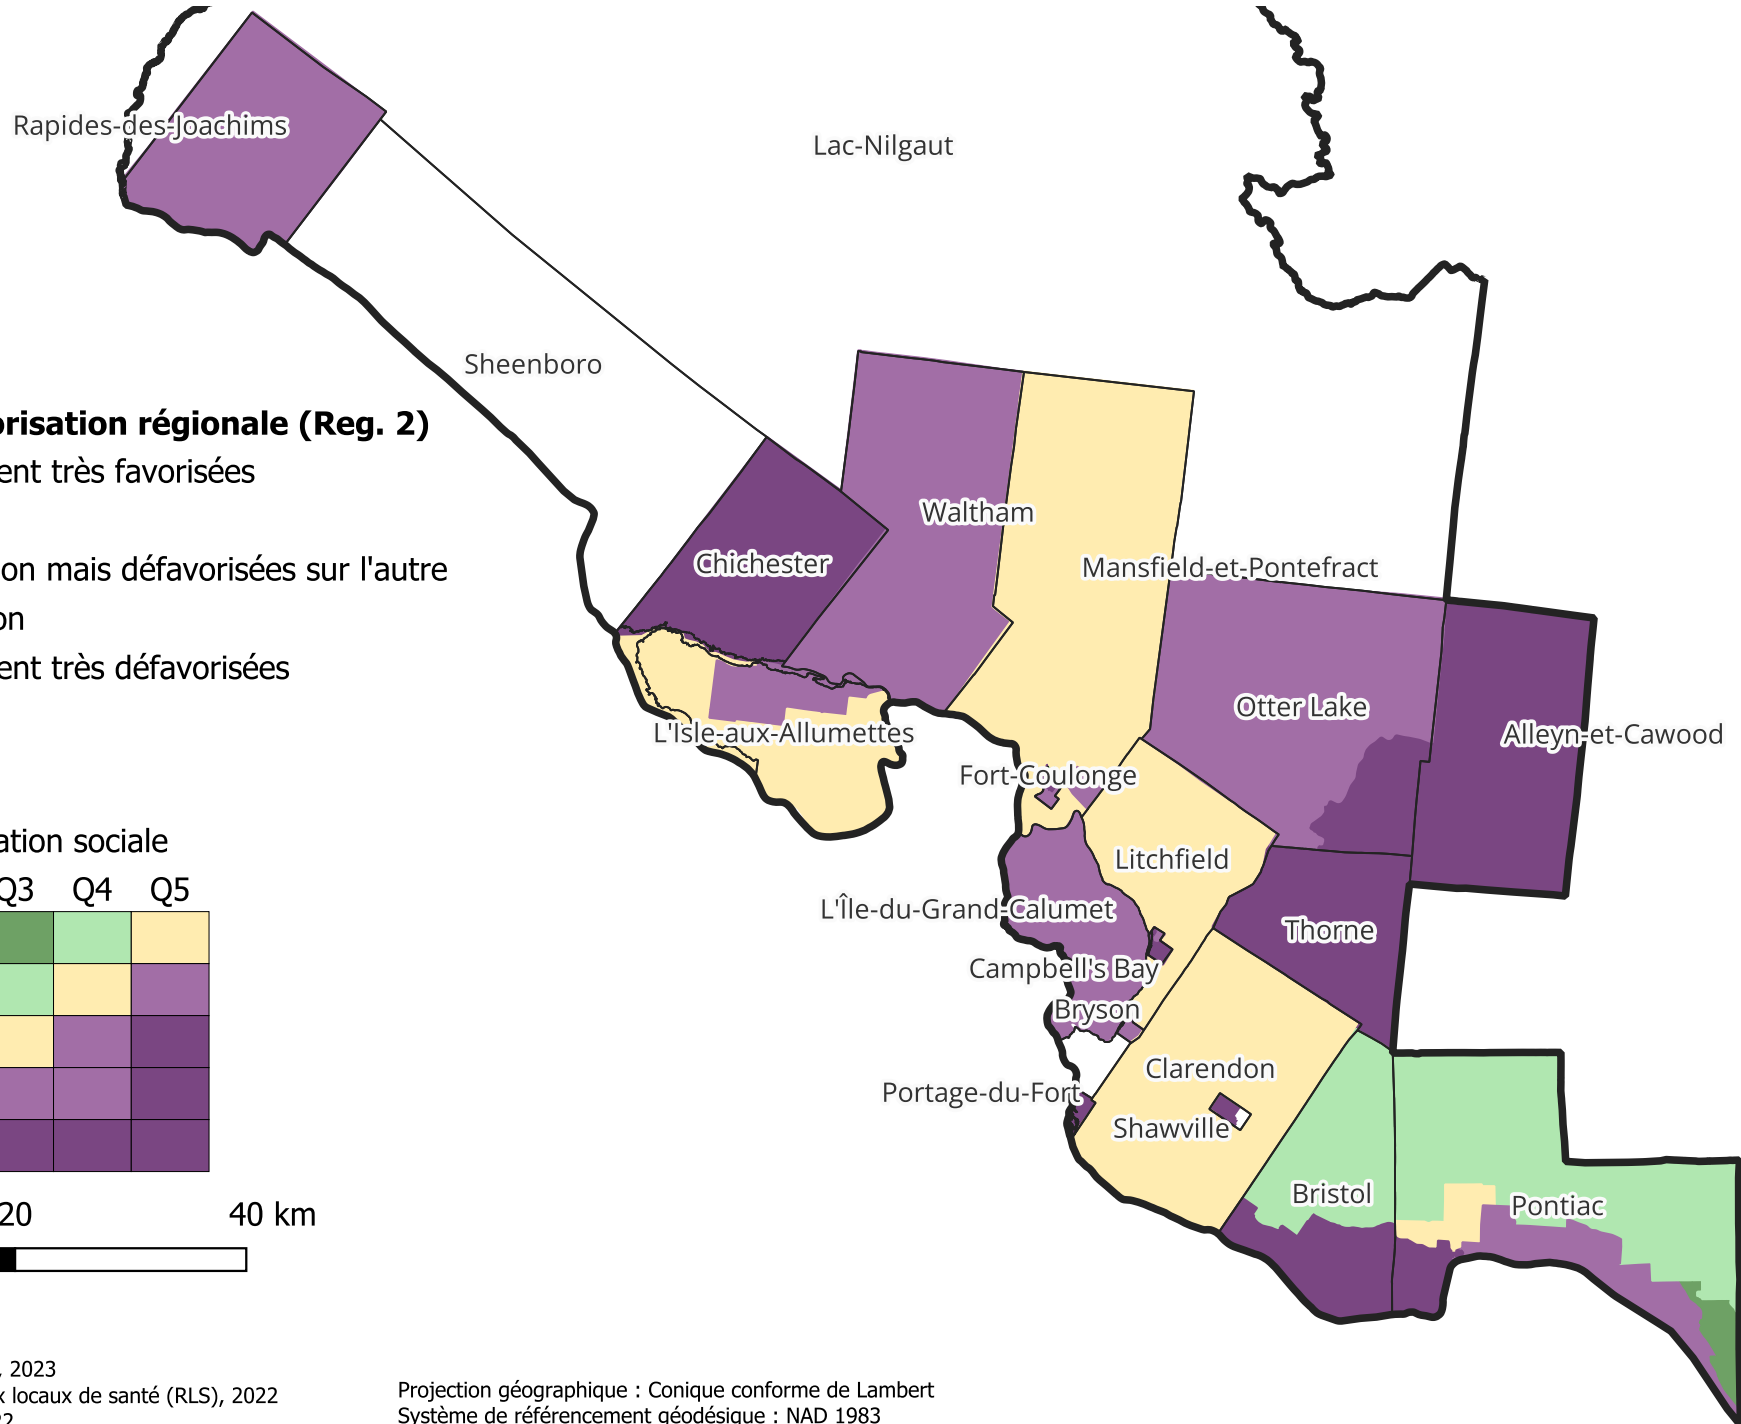 Rapides-des-Joachims
Lac-Nilgaut
Sheenboro
orisation régionale (Reg. 2)
ent très favorisées
on mais défavorisées sur l'autre
on
ent très défavorisées
Waltham
Chichester
Mansfield-et-Pontefract
Otter Lake
Alleyn-et-Cawood
L'Isle-aux-Allumettes
Fort-Coulonge
Litchfield
L'Île-du-Grand-Calumet
Thorne
Campbell's Bay
Bryson
Clarendon
Portage-du-Fort
Shawville
Bristol
Pontiac
ation sociale
Q3 Q4 Q5
20 40 km
, 2023
x locaux de santé (RLS), 2022
22
Projection géographique : Conique conforme de Lambert
Système de référencement géodésique : NAD 1983